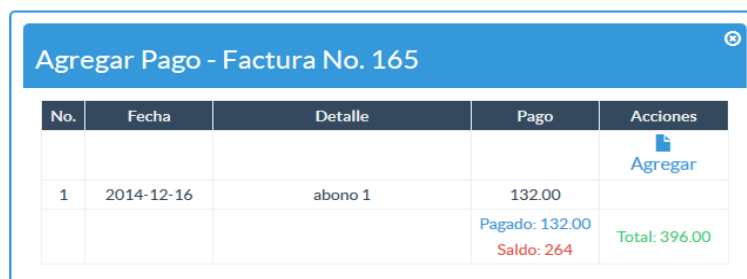 Agregar Pago - Factura No. 165
No. Fecha Detalle Pago Acciones
Agregar
1 2014-12-16 abono 1 132.00
Pagado: 132.00
Saldo: 264
Total: 396.00